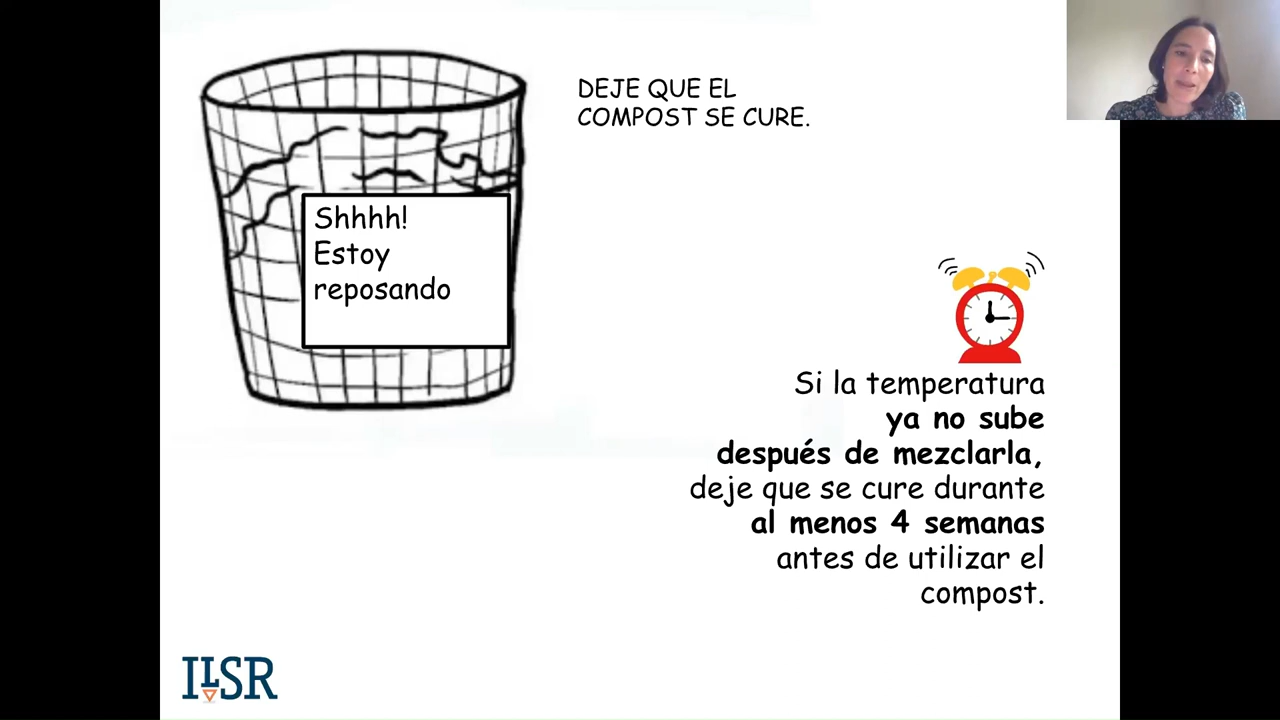 DEJE QUE EL
COMPOST SE CURE.
Shhhh!
Estoy
reposando
Si la temperatura
ya no sube
después de mezclarla,
deje que se cure durante
al menos 4 semanas
antes de utilizar el
compost.
ILSR